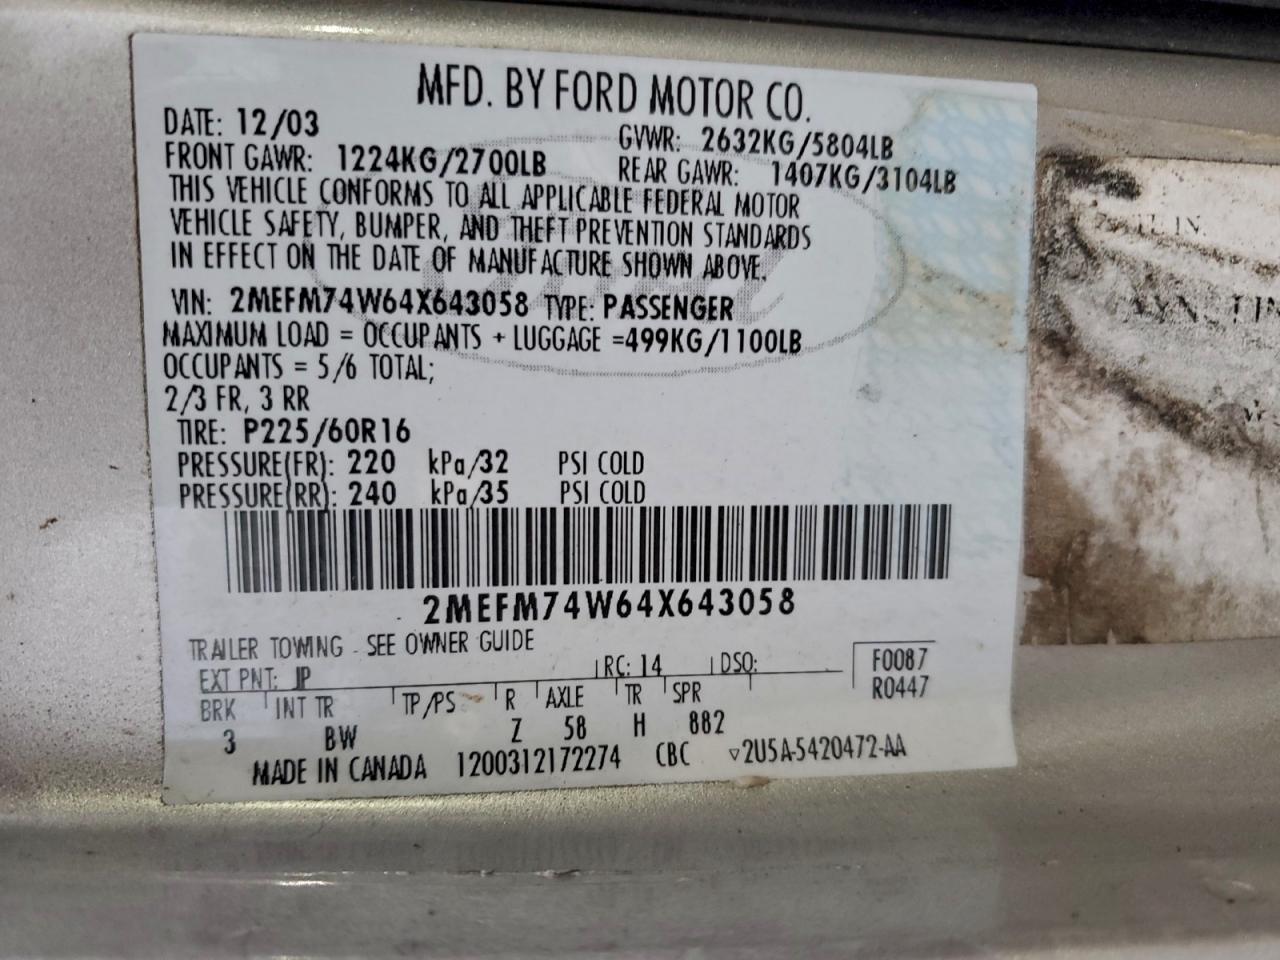 MFD. BY FORD MOTOR CO.
DATE: 12/03 GVWR: 2632KG/5804LB
FRONT GAWR: 1224KG/2700LB REAR GAWR: 1407KG/3104LB
THIS VEHICLE CONFORMS TO ALL APPLICABLE FEDERAL MOTOR
VEHICLE SAFETY, BUMPER, AND THEFT PREVENTION STANDARDS
IN EFFECT ON THE DATE OF MANUFACTURE SHOWN ABOVE.
VIN: 2MEFM74W64X643058 TYPE: PASSENGER
MAXIMUM LOAD = OCCUPANTS + LUGGAGE =499KG/1100LB
OCCUPANTS = 5/6 TOTAL;
2/3 FR, 3 RR
TIRE: P225/60R16
PRESSURE(FR): 220 kPa/32 PSI COLD
PRESSURE(RR): 240 kPa/35 PSI COLD
2MEFM74W64X643058
TRAILER TOWING - SEE OWNER GUIDE
EXT PNT: JP RC: 14 DSO: F0087
R0447
BRK INT TR TP/PS R AXLE TR SPR
3 BW Z 58 H 882
MADE IN CANADA 1200312172274 CBC ▽2U5A-5420472-AA